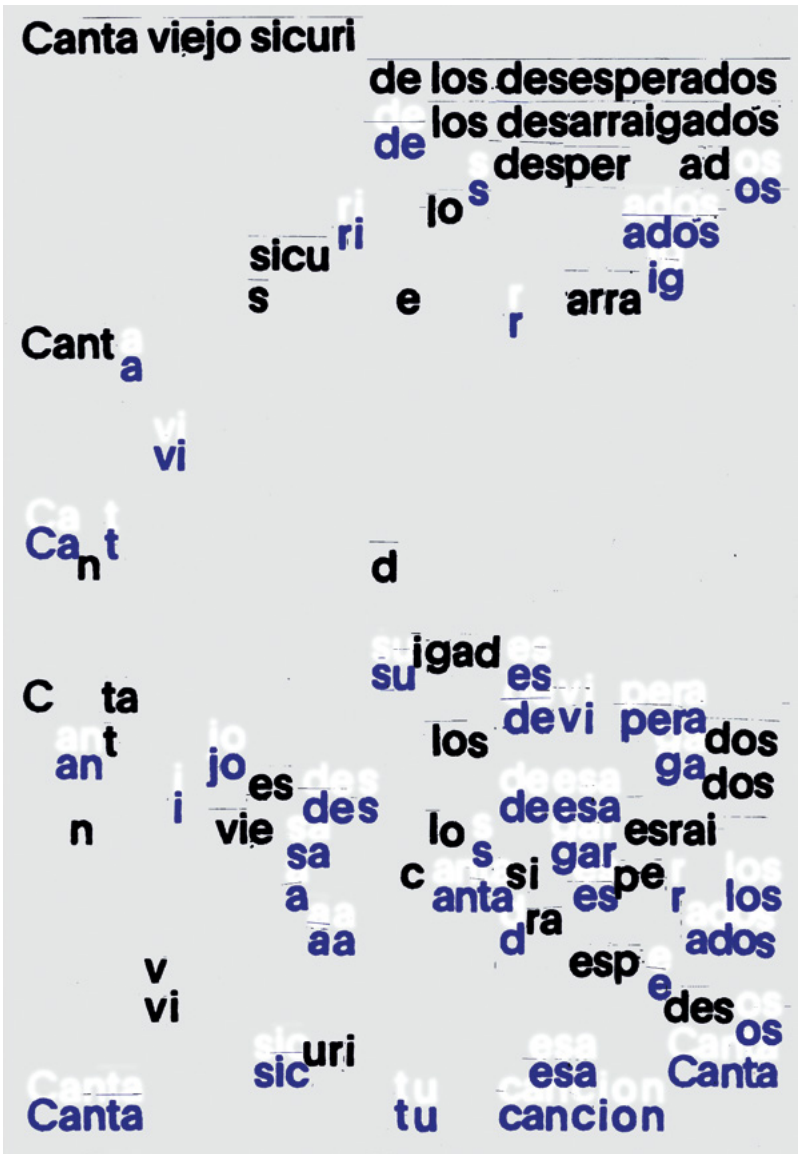 Canta viejo sicuri
de los desesperados
de los desarraigados
s desper ad os
lo
ri ados
sicu ig
s e r arra
Cant a
vi
Ca n t d
su igad es
C ta devi pera
an t jo los ga dos
i es des deesa dos
n vie lo s gar esrai
sa c anta si es pe r los
a d ra ados
aa
v esp e
vi des os
sic uri esa Canta
Canta tu cancion